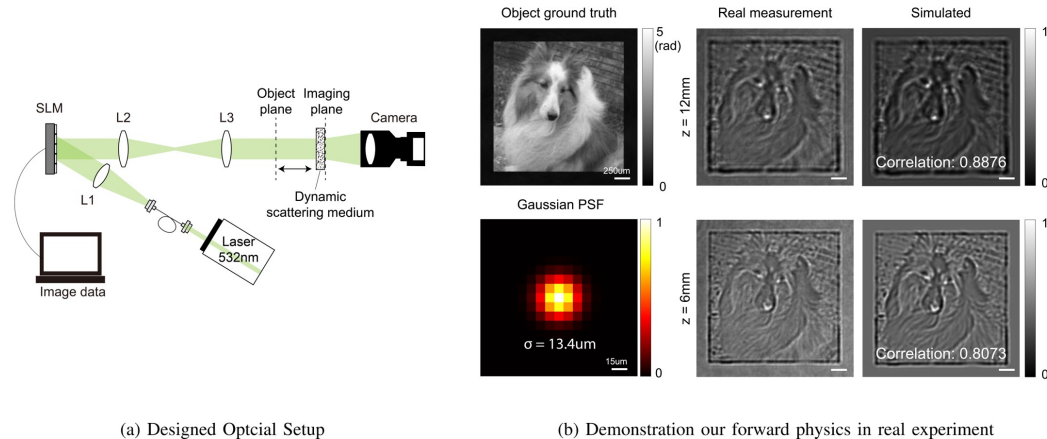 SLM
L2
L3
Object
plane
Imaging
plane
Camera
L1
Dynamic
scattering medium
Laser
532nm
Image data
(a) Designed Optcial Setup
Object ground truth
5
(rad)
0
250um
Real measurement
Simulated
z = 12mm
Correlation: 0.8876
1
0
Gaussian PSF
σ = 13.4um
15um
1
0
z = 6mm
Correlation: 0.8073
1
0
(b) Demonstration our forward physics in real experiment